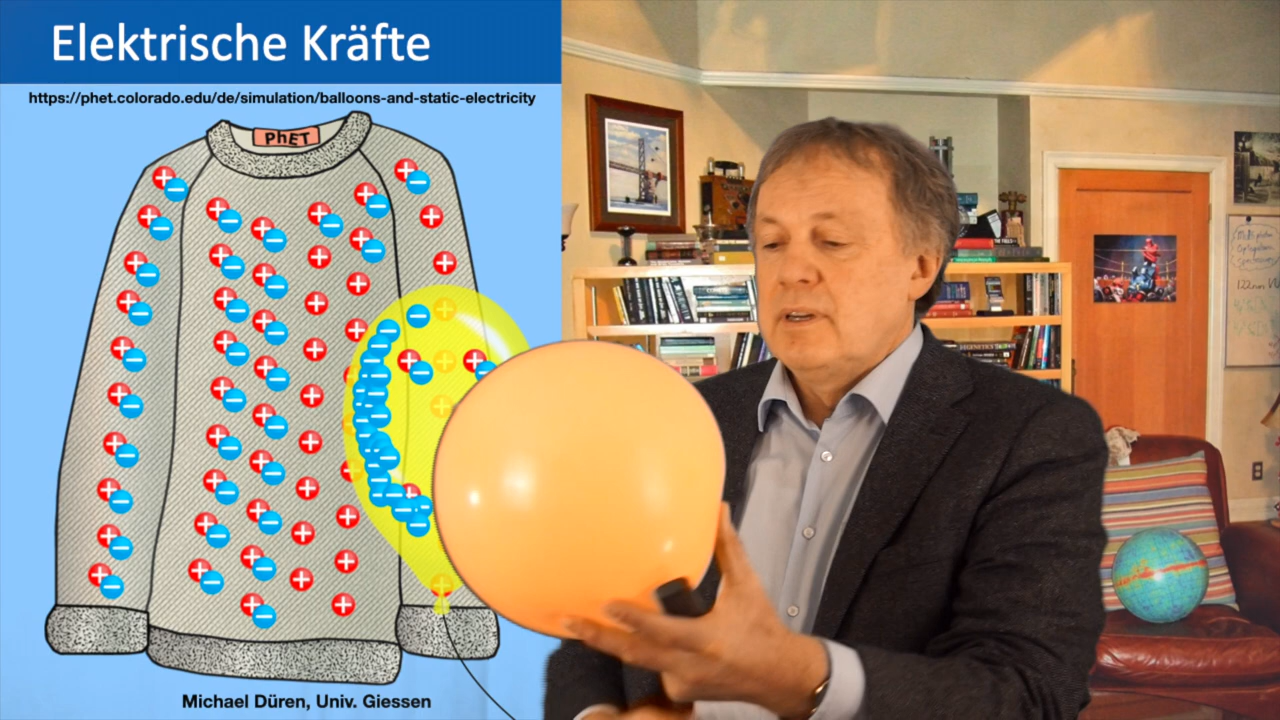 Elektrische Kräfte
https://phet.colorado.edu/de/simulation/balloons-and-static-electricity
PhET
Michael Düren, Univ. Giessen